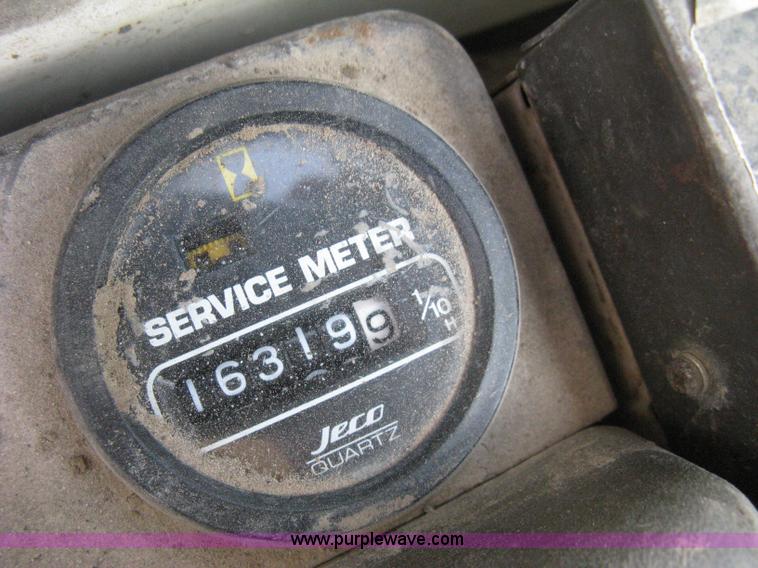 SERVICE METER
163199 1/10 H
Jeco
QUARTZ
www.purplewave.com